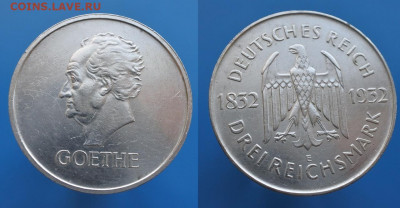 COINS.LAVE.RU
GOETHE
DEUTSCHES REICH
1832 1932
E
DREI REICHSMARK